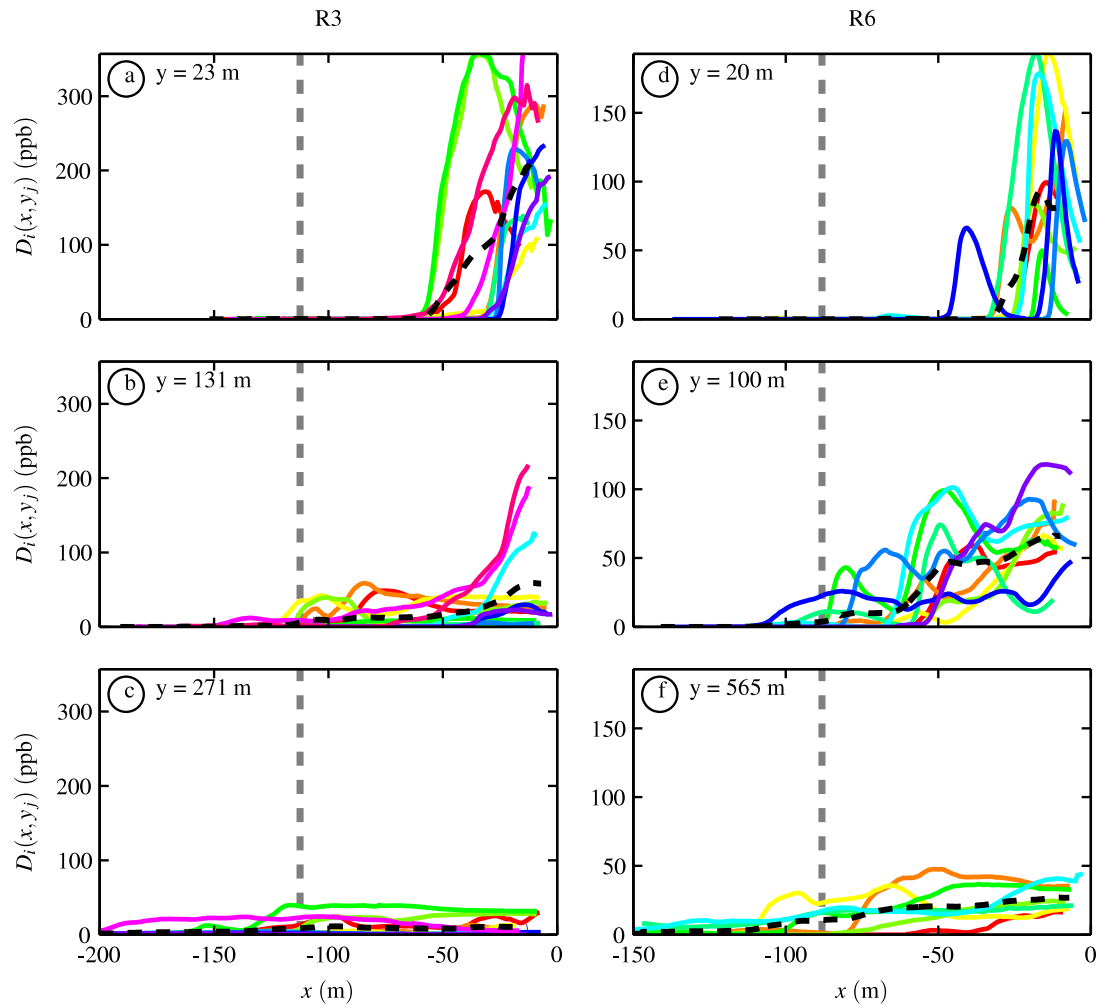 R3
R6
a y = 23 m
d y = 20 m
300
200
100
0
150
100
50
0
D_i(x,y_j) (ppb)
b y = 131 m
e y = 100 m
300
200
100
0
150
100
50
0
D_i(x,y_j) (ppb)
c y = 271 m
f y = 565 m
300
200
100
0
150
100
50
0
D_i(x,y_j) (ppb)
-200 -150 -100 -50 0
-150 -100 -50 0
x (m)
x (m)